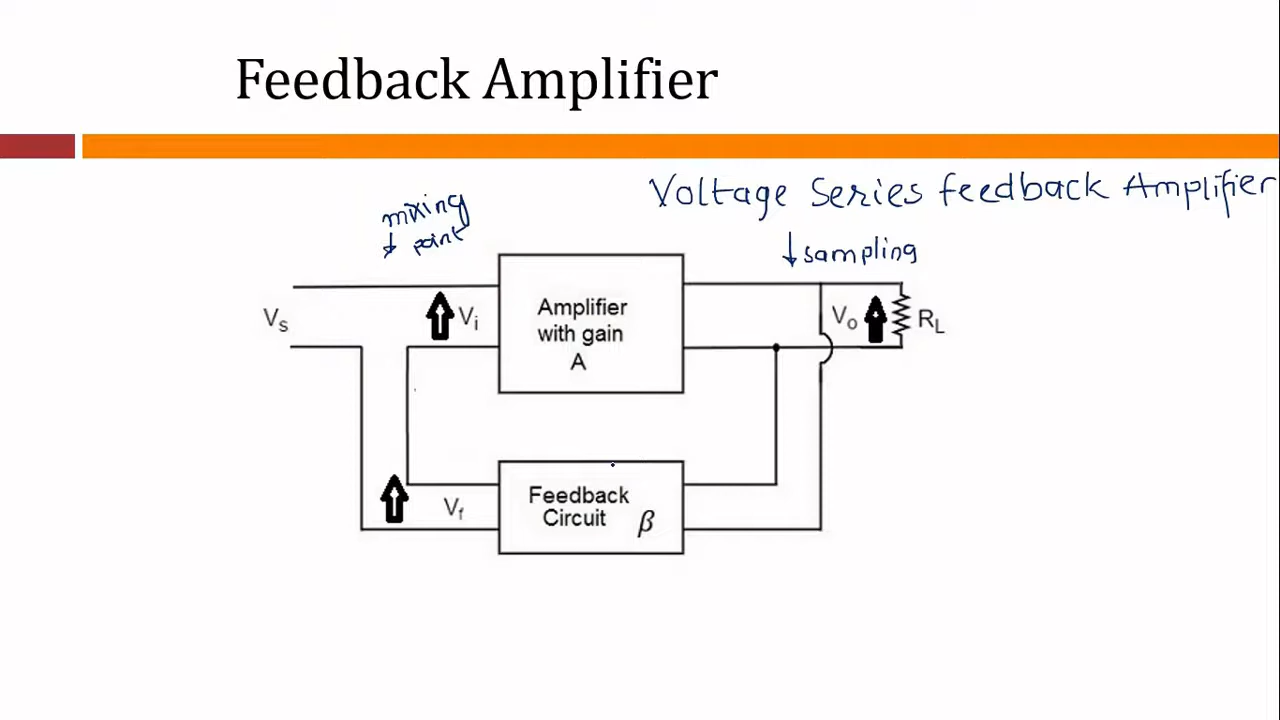 Feedback Amplifier
Voltage Series feedback Amplifier
mixing
point
↓ sampling
Amplifier
with gain
A
Vs
Vi
Vo
RL
Feedback
Circuit β
Vf